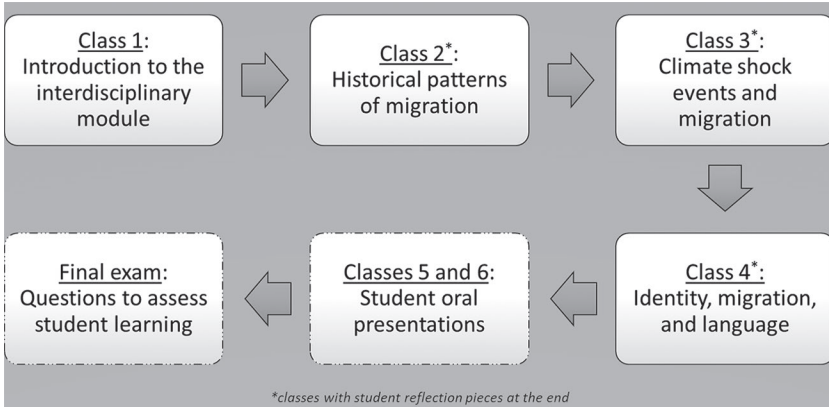 Class 1:
Introduction to the
interdisciplinary
module
Class 2*:
Historical patterns
of migration
Class 3*:
Climate shock
events and
migration
Class 4*:
Identity, migration,
and language
Classes 5 and 6:
Student oral
presentations
Final exam:
Questions to assess
student learning
*classes with student reflection pieces at the end